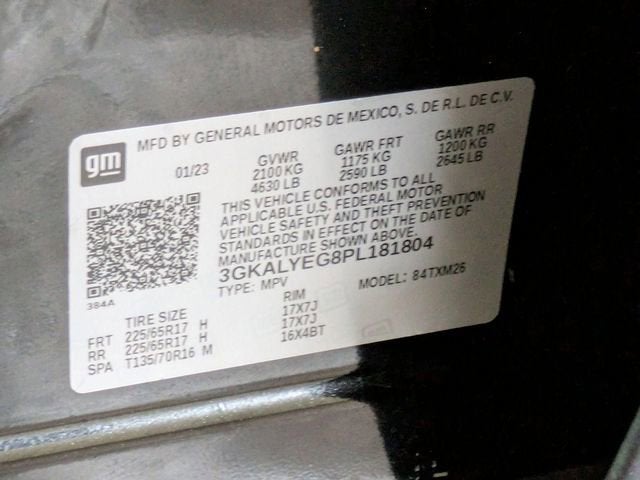 gm
MFD BY GENERAL MOTORS DE MEXICO, S. DE R.L. DE C.V.
01/23 GVWR GAWR FRT GAWR RR
2100 KG 1175 KG 1200 KG
4630 LB 2590 LB 2645 LB
THIS VEHICLE CONFORMS TO ALL
APPLICABLE U.S. FEDERAL MOTOR
VEHICLE SAFETY AND THEFT PREVENTION
STANDARDS IN EFFECT ON THE DATE OF
MANUFACTURE SHOWN ABOVE.
3GKALYEG8PL181804
TYPE: MPV MODEL: 84TXM26
384A
TIRE SIZE RIM
FRT 225/65R17 H 17X7J
RR 225/65R17 H 17X7J
SPA T135/70R16 M 16X4BT